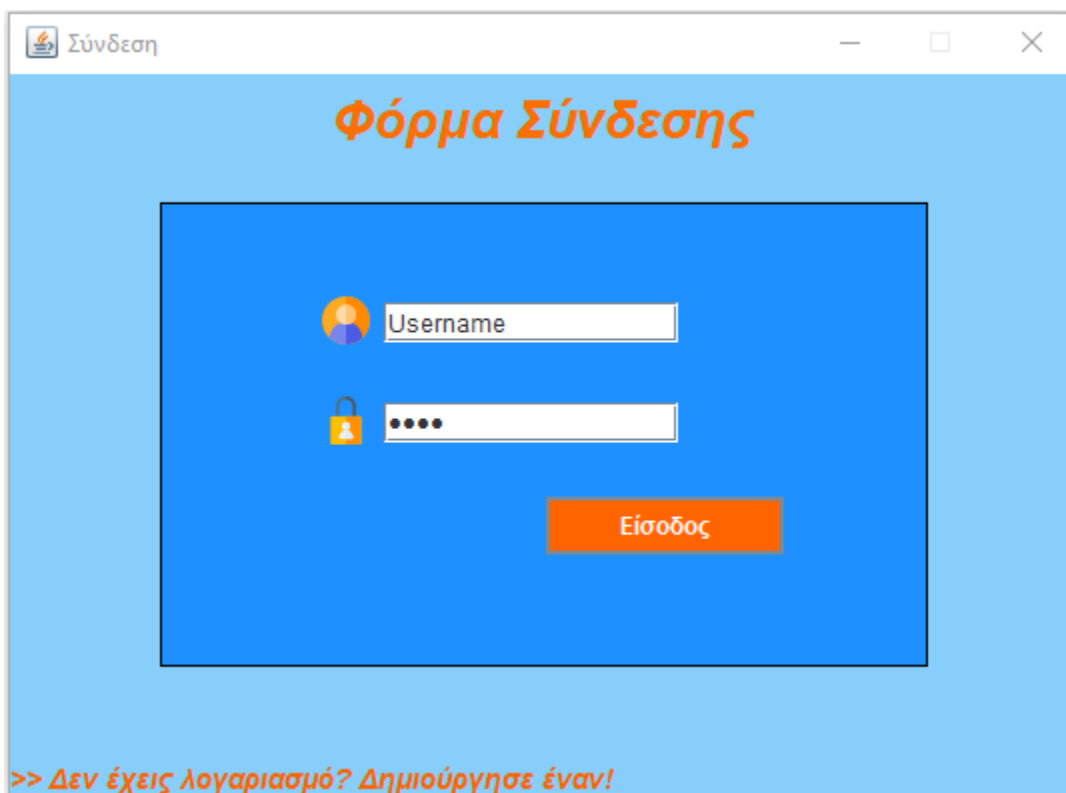 Σύνδεση
Φόρμα Σύνδεσης
Username
••••
Είσοδος
>> Δεν έχεις λογαριασμό? Δημιούργησε έναν!